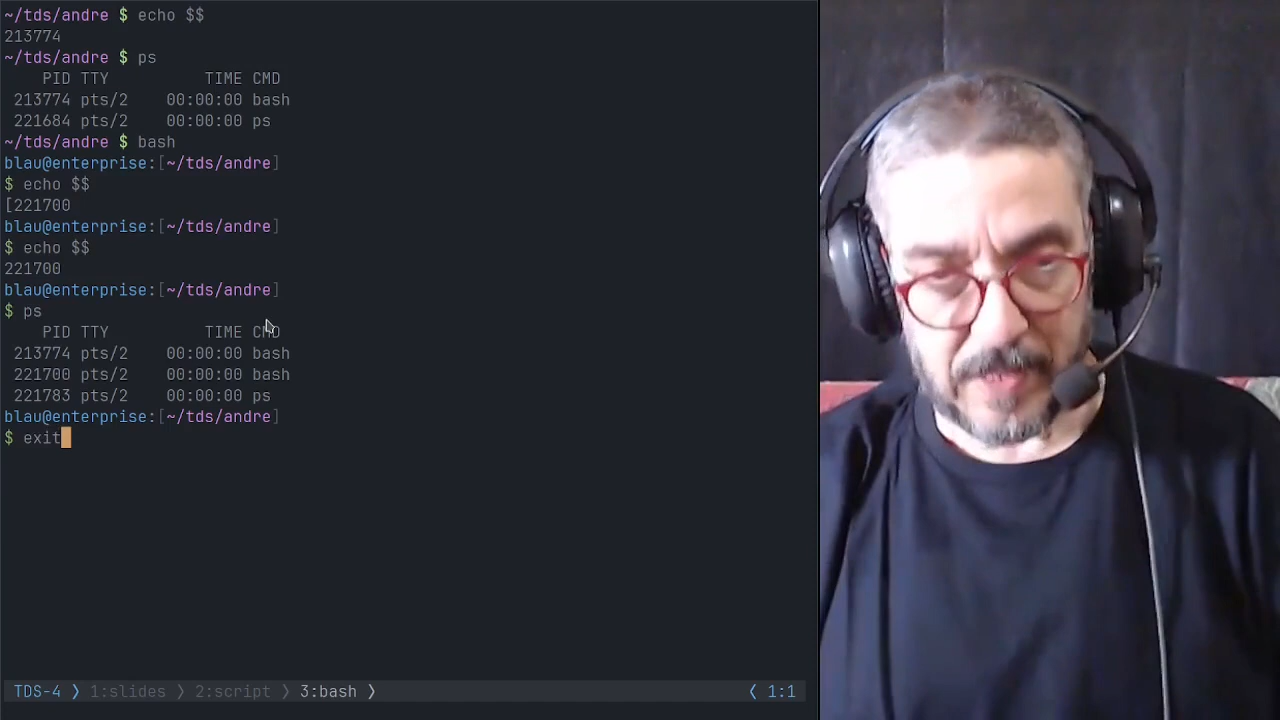 ~/tds/andre $ echo $$
213774
~/tds/andre $ ps
PID TTY TIME CMD
213774 pts/2 00:00:00 bash
221684 pts/2 00:00:00 ps
~/tds/andre $ bash
blau@enterprise:[~/tds/andre]
$ echo $$
[221700
blau@enterprise:[~/tds/andre]
$ echo $$
221700
blau@enterprise:[~/tds/andre]
$ ps
PID TTY TIME CMD
213774 pts/2 00:00:00 bash
221700 pts/2 00:00:00 bash
221783 pts/2 00:00:00 ps
blau@enterprise:[~/tds/andre]
$ exit
TDS-4 ❯ 1:slides ❯ 2:script ❯ 3:bash ❯ ❮ 1:1